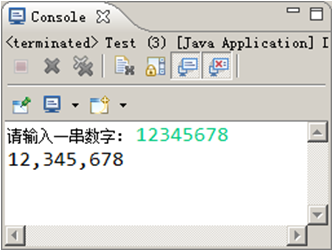 Console
<terminated> Test (3) [Java Application] I
请输入一串数字: 12345678
12,345,678